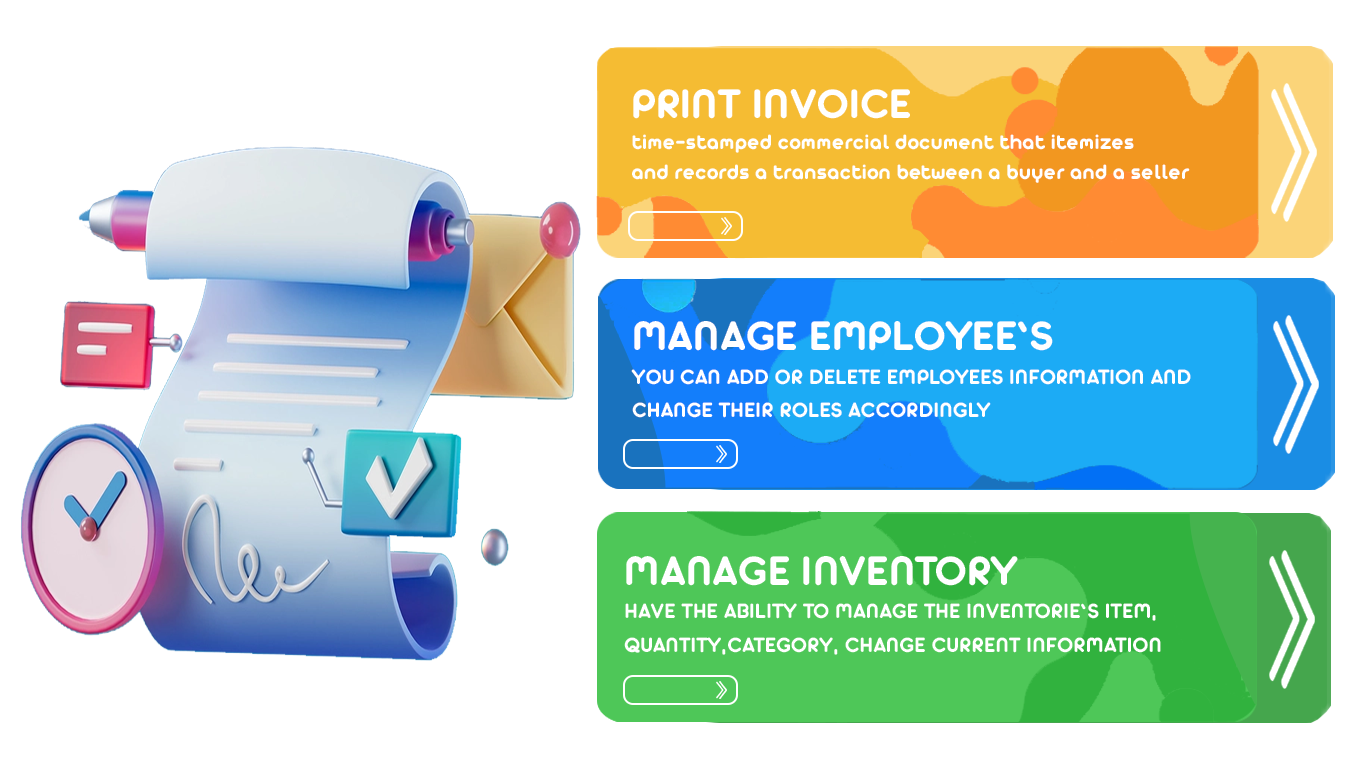 PRINT INVOICE
time-stamped commercial document that itemizes
and records a transaction between a buyer and a seller
MANAGE EMPLOYEE`S
YOU CAN ADD OR DELETE EMPLOYEES INFORMATION AND
CHANGE THEIR ROLES ACCORDINGLY
MANAGE INVENTORY
HAVE THE ABILITY TO MANAGE THE INVENTORIE`S ITEM,
QUANTITY,CATEGORY, CHANGE CURRENT INFORMATION